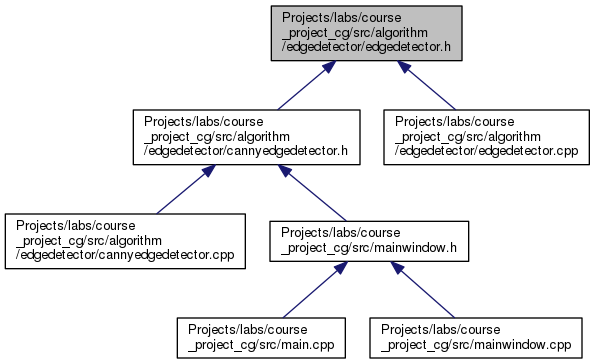 Projects/labs/course
_project_cg/src/algorithm
/edgedetector/edgedetector.h
Projects/labs/course
_project_cg/src/algorithm
/edgedetector/cannyedgedetector.h
Projects/labs/course
_project_cg/src/algorithm
/edgedetector/edgedetector.cpp
Projects/labs/course
_project_cg/src/algorithm
/edgedetector/cannyedgedetector.cpp
Projects/labs/course
_project_cg/src/mainwindow.h
Projects/labs/course
_project_cg/src/main.cpp
Projects/labs/course
_project_cg/src/mainwindow.cpp